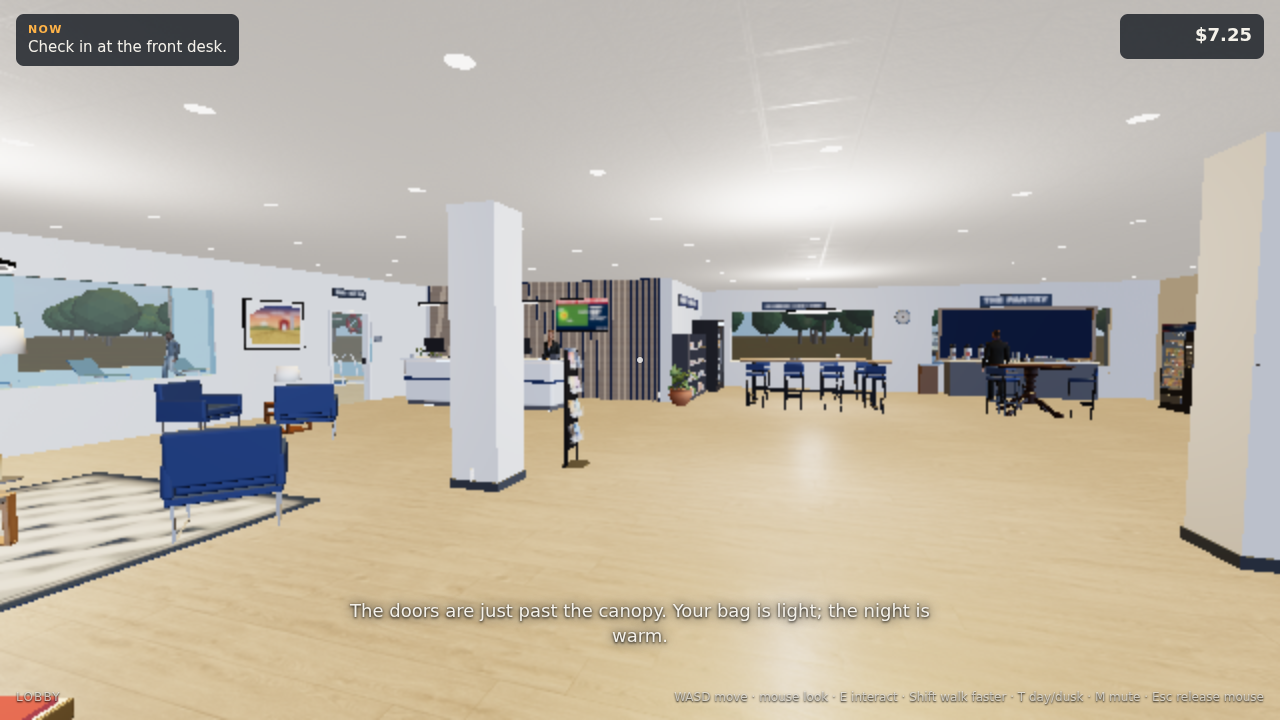 NOW
Check in at the front desk.
$7.25
THE PANTRY
The doors are just past the canopy. Your bag is light; the night is
warm.
LOBBY
WASD move · mouse look · E interact · Shift walk faster · T day/dusk · M mute · Esc release mouse